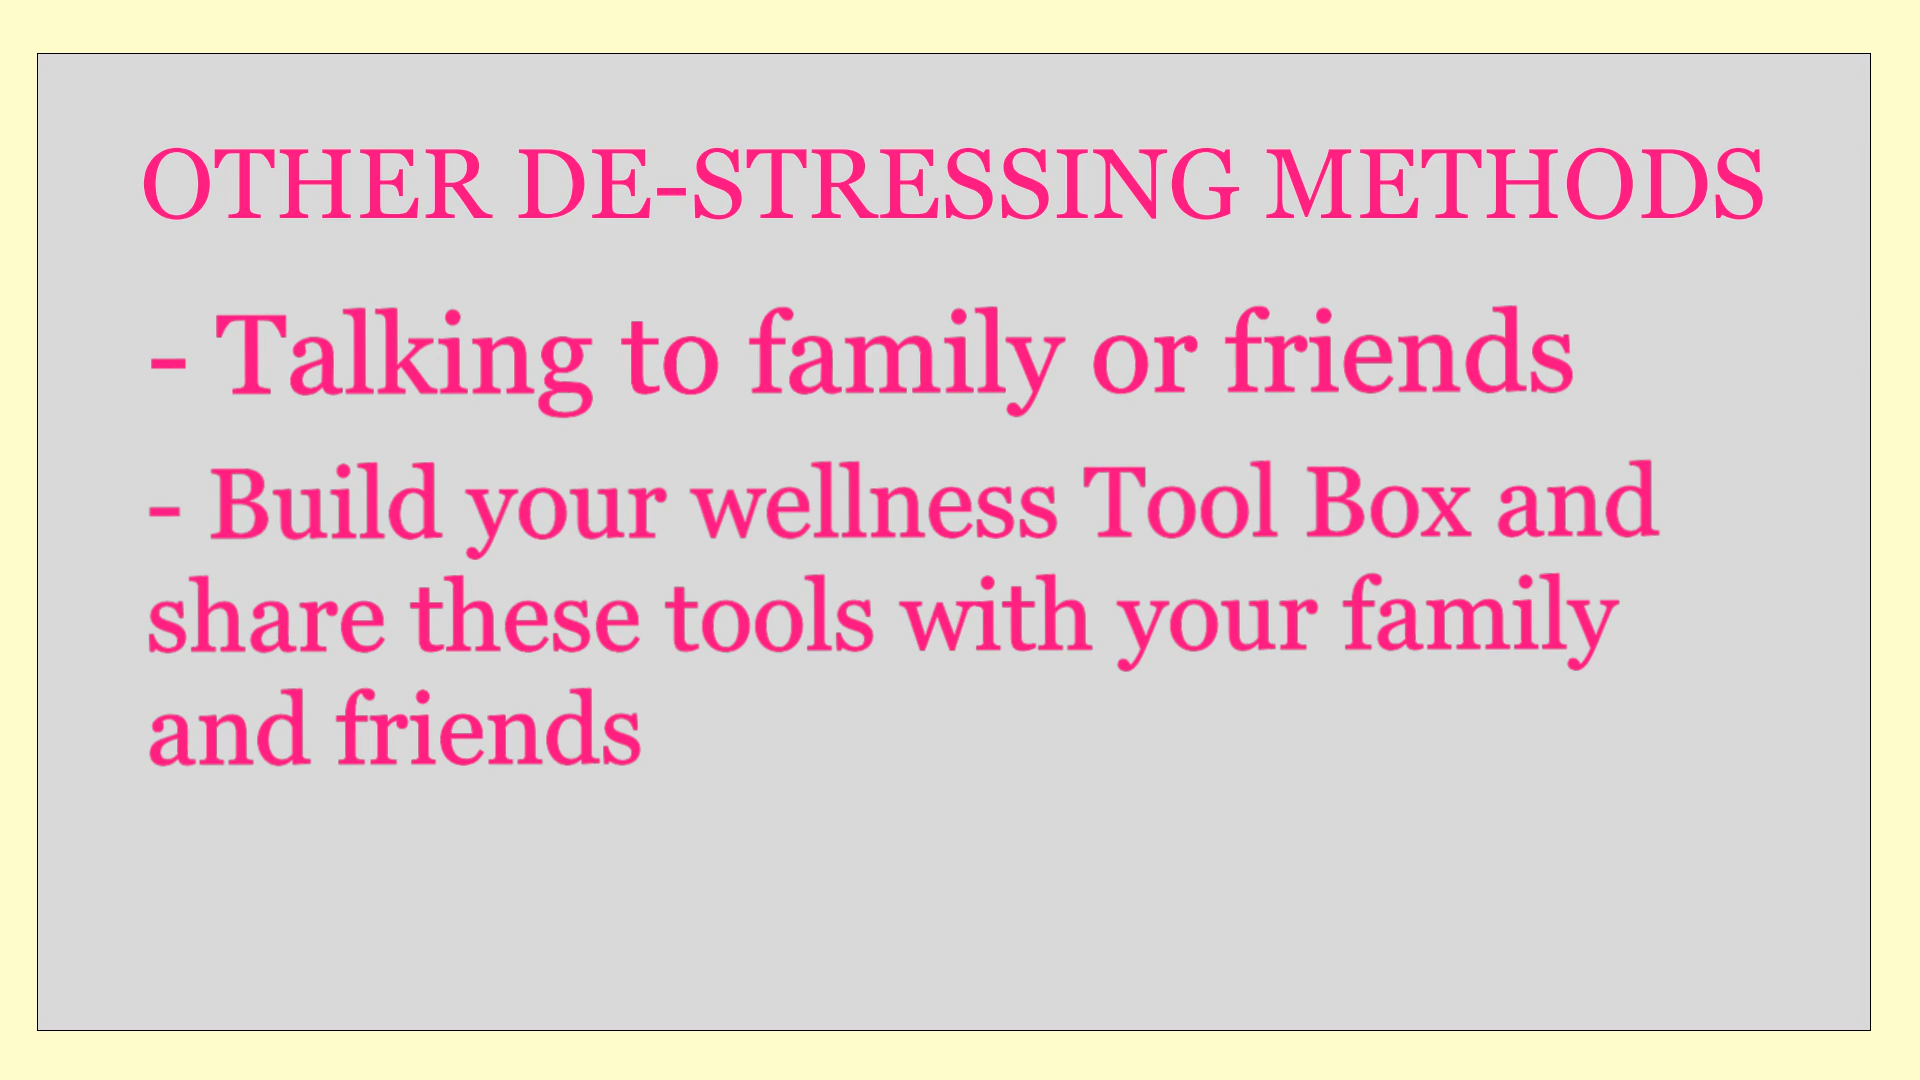 OTHER DE-STRESSING METHODS
- Talking to family or friends
- Build your wellness Tool Box and
share these tools with your family
and friends